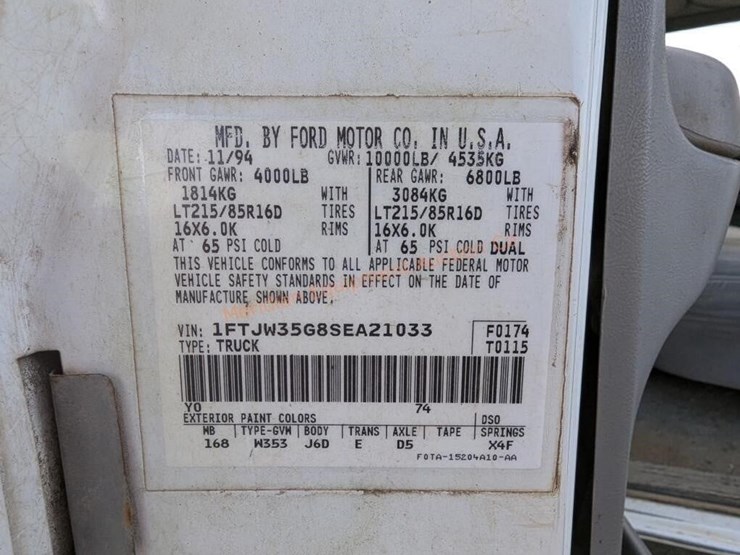 MFD. BY FORD MOTOR CO. IN U.S.A.
DATE: 11/94 GVWR: 10000LB/ 4535KG
FRONT GAWR: 4000LB REAR GAWR: 6800LB
1814KG WITH 3084KG WITH
LT215/85R16D TIRES LT215/85R16D TIRES
16X6.0K RIMS 16X6.0K RIMS
AT 65 PSI COLD AT 65 PSI COLD DUAL
THIS VEHICLE CONFORMS TO ALL APPLICABLE FEDERAL MOTOR
VEHICLE SAFETY STANDARDS IN EFFECT ON THE DATE OF
MANUFACTURE SHOWN ABOVE.
VIN: 1FTJW35G8SEA21033 F0174
TYPE: TRUCK T0115
YO 74
EXTERIOR PAINT COLORS DSO
WB TYPE-GVW BODY TRANS AXLE TAPE SPRINGS
168 W353 J6D E D5 X4F
F0TA-15204A10-AA